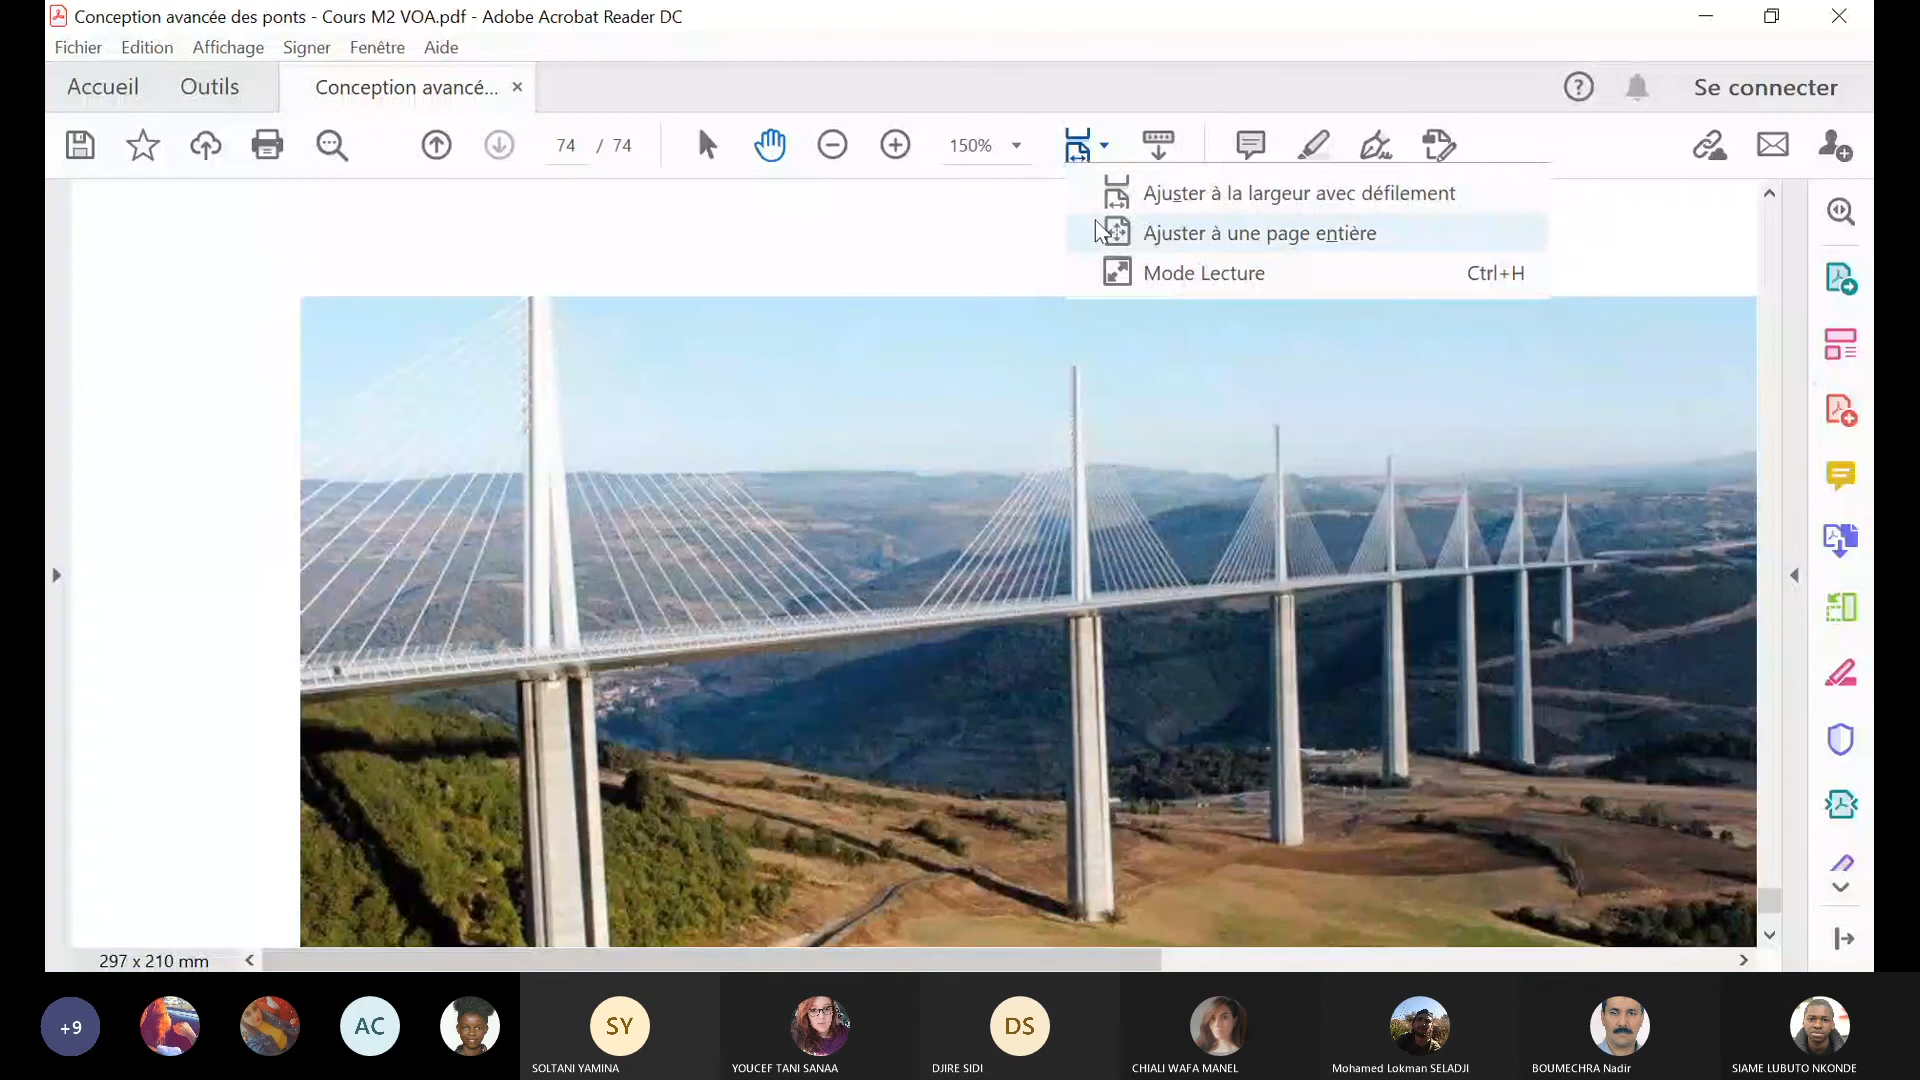 Conception avancée des ponts - Cours M2 VOA.pdf - Adobe Acrobat Reader DC
Fichier Edition Affichage Signer Fenêtre Aide
Accueil Outils Conception avancé... × Se connecter
74 / 74 150%
Ajuster à la largeur avec défilement
Ajuster à une page entière
Mode Lecture Ctrl+H
297 x 210 mm
+9 AC SY DS
SOLTANI YAMINA YOUCEF TANI SANAA DJIRE SIDI CHIALI WAFA MANEL Mohamed Lokman SELADJI BOUMECHRA Nadir SIAME LUBUTO NKONDE